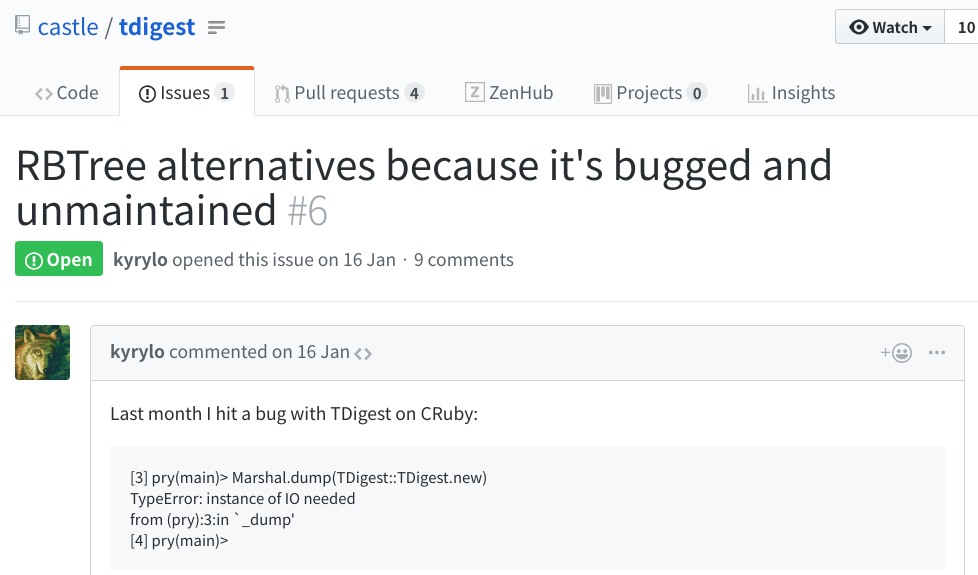 castle / tdigest
Watch
10
Code
Issues 1
Pull requests 4
Z ZenHub
Projects 0
Insights
RBTree alternatives because it's bugged and
unmaintained #6
Open kyrylo opened this issue on 16 Jan · 9 comments
kyrylo commented on 16 Jan <>
+
Last month I hit a bug with TDigest on CRuby:
[3] pry(main)> Marshal.dump(TDigest::TDigest.new)
TypeError: instance of IO needed
from (pry):3:in `_dump'
[4] pry(main)>